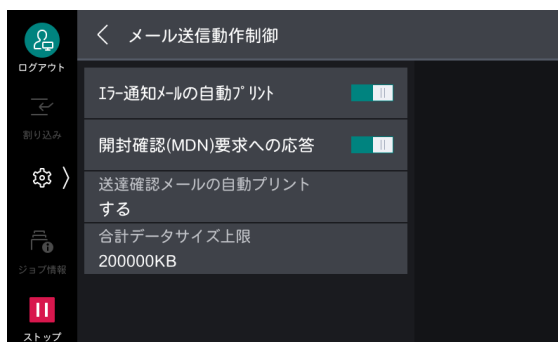 メール送信動作制御
ログアウト
割り込み
ジョブ情報
ストップ
ｴﾗｰ通知ﾒｰﾙの自動ﾌﾟﾘﾝﾄ
開封確認(MDN)要求への応答
送達確認メールの自動プリント
する
合計データサイズ上限
200000KB